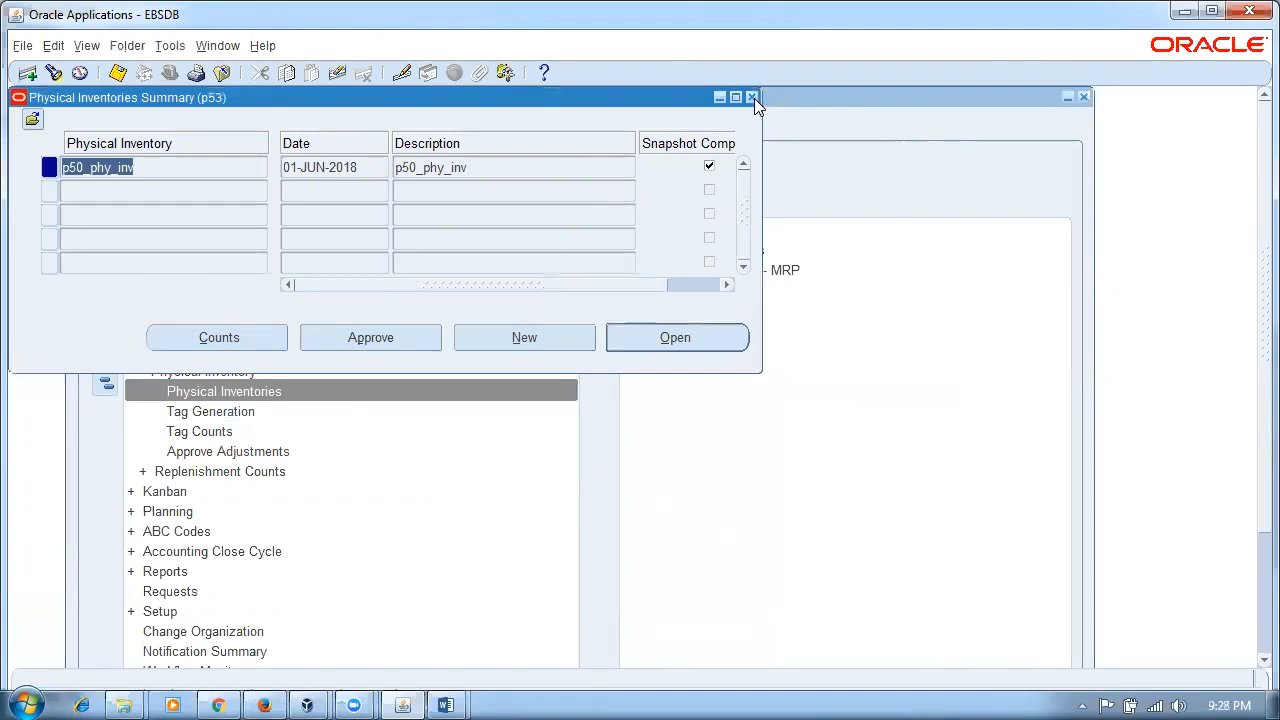 Oracle Applications - EBSDB
File Edit View Folder Tools Window Help
ORACLE
Physical Inventories Summary (p53)
Physical Inventory Date Description Snapshot Comp
p50_phy_inv 01-JUN-2018 p50_phy_inv
- MRP
Counts Approve New Open
Physical Inventory
Physical Inventories
Tag Generation
Tag Counts
Approve Adjustments
+ Replenishment Counts
+ Kanban
+ Planning
+ ABC Codes
+ Accounting Close Cycle
+ Reports
Requests
+ Setup
Change Organization
Notification Summary
9:28 PM